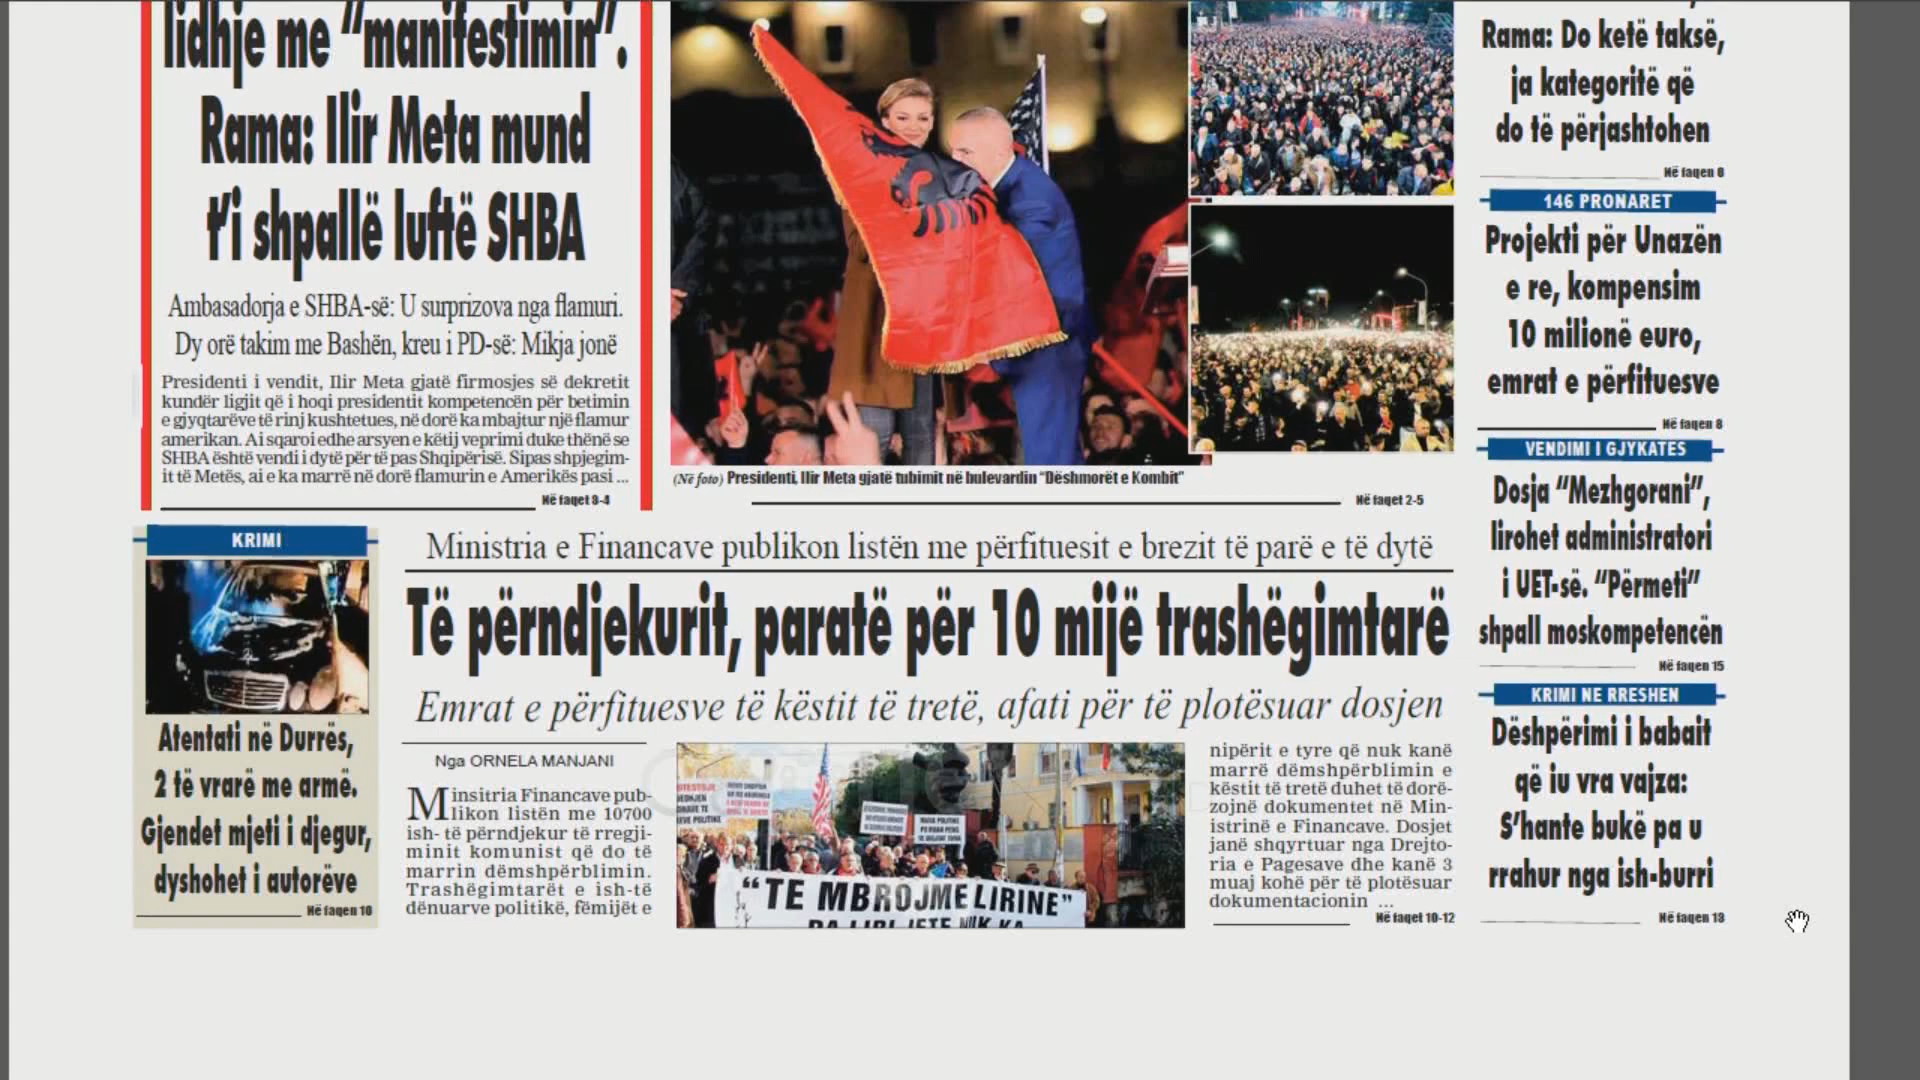 lidhje me “manifestimin”.
Rama: Ilir Meta mund
t’i shpallë luftë SHBA
Ambasadorja e SHBA-së: U surprizova nga flamuri.
Dy orë takim me Bashën, kreu i PD-së: Mikja jonë
Presidenti i vendit, Ilir Meta gjatë firmosjes së dekretit
kundër ligjit që i hoqi presidentit kompetencën për betimin
e gjyqtarëve të rinj kushtetues, në dorë ka mbajtur një flamur
amerikan. Ai sqaroi edhe arsyen e këtij veprimi duke thënë se
SHBA është vendi i dytë për të pas Shqipërisë. Sipas shpjegim-
it të Metës, ai e ka marrë në dorë flamurin e Amerikës pasi ...
Në faqet 3-4
(Në foto) Presidenti, Ilir Meta gjatë tubimit në bulevardin “Dëshmorët e Kombit”
Në faqet 2-5
Rama: Do ketë taksë,
ja kategoritë që
do të përjashtohen
Në faqen 6
146 PRONARET
Projekti për Unazën
e re, kompensim
10 milionë euro,
emrat e përfituesve
Në faqen 8
VENDIMI I GJYKATES
Dosja “Mezhgorani”,
lirohet administratori
i UET-së. “Përmeti”
shpall moskompetencën
Në faqen 15
KRIMI NE RRESHEN
Dëshpërimi i babait
që iu vra vajza:
S’hante bukë pa u
rrahur nga ish-burri
Në faqen 13
KRIMI
Atentati në Durrës,
2 të vrarë me armë.
Gjendet mjeti i djegur,
dyshohet i autorëve
Në faqen 10
Ministria e Financave publikon listën me përfituesit e brezit të parë e të dytë
Të përndjekurit, paratë për 10 mijë trashëgimtarë
Emrat e përfituesve të këstit të tretë, afati për të plotësuar dosjen
Nga ORNELA MANJANI
Minsitria Financave pub-
likon listën me 10700
ish- të përndjekur të rregji-
minit komunist që do të
marrin dëmshpërblimin.
Trashëgimtarët e ish-të
dënuarve politikë, fëmijët e
“TE MBROJME LIRINE”
PA LIRI JETE NUK KA
nipërit e tyre që nuk kanë
marrë dëmshpërblimin e
këstit të tretë duhet të dorë-
zojnë dokumentet në Min-
istrinë e Financave. Dosjet
janë shqyrtuar nga Drejto-
ria e Pagesave dhe kanë 3
muaj kohë për të plotësuar
dokumentacionin ...
Në faqet 10-12